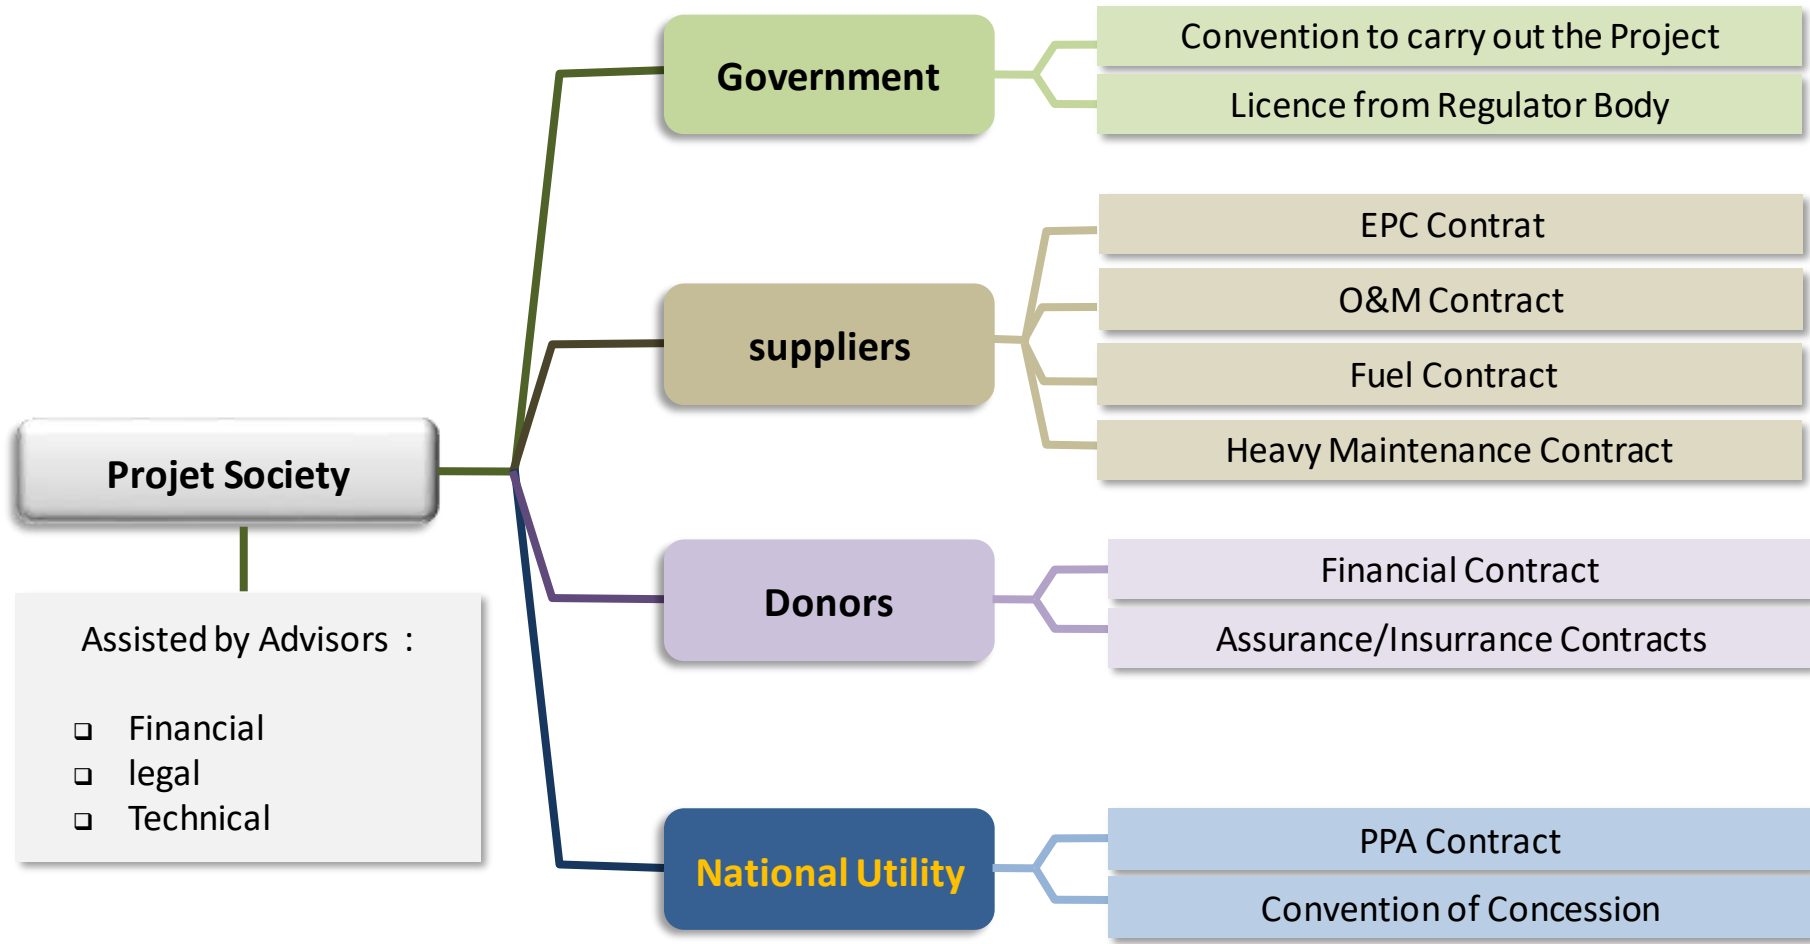 Projet Society
Assisted by Advisors :
❑ Financial
❑ legal
❑ Technical
Government
Convention to carry out the Project
Licence from Regulator Body
suppliers
EPC Contrat
O&M Contract
Fuel Contract
Heavy Maintenance Contract
Donors
Financial Contract
Assurance/Insurrance Contracts
National Utility
PPA Contract
Convention of Concession